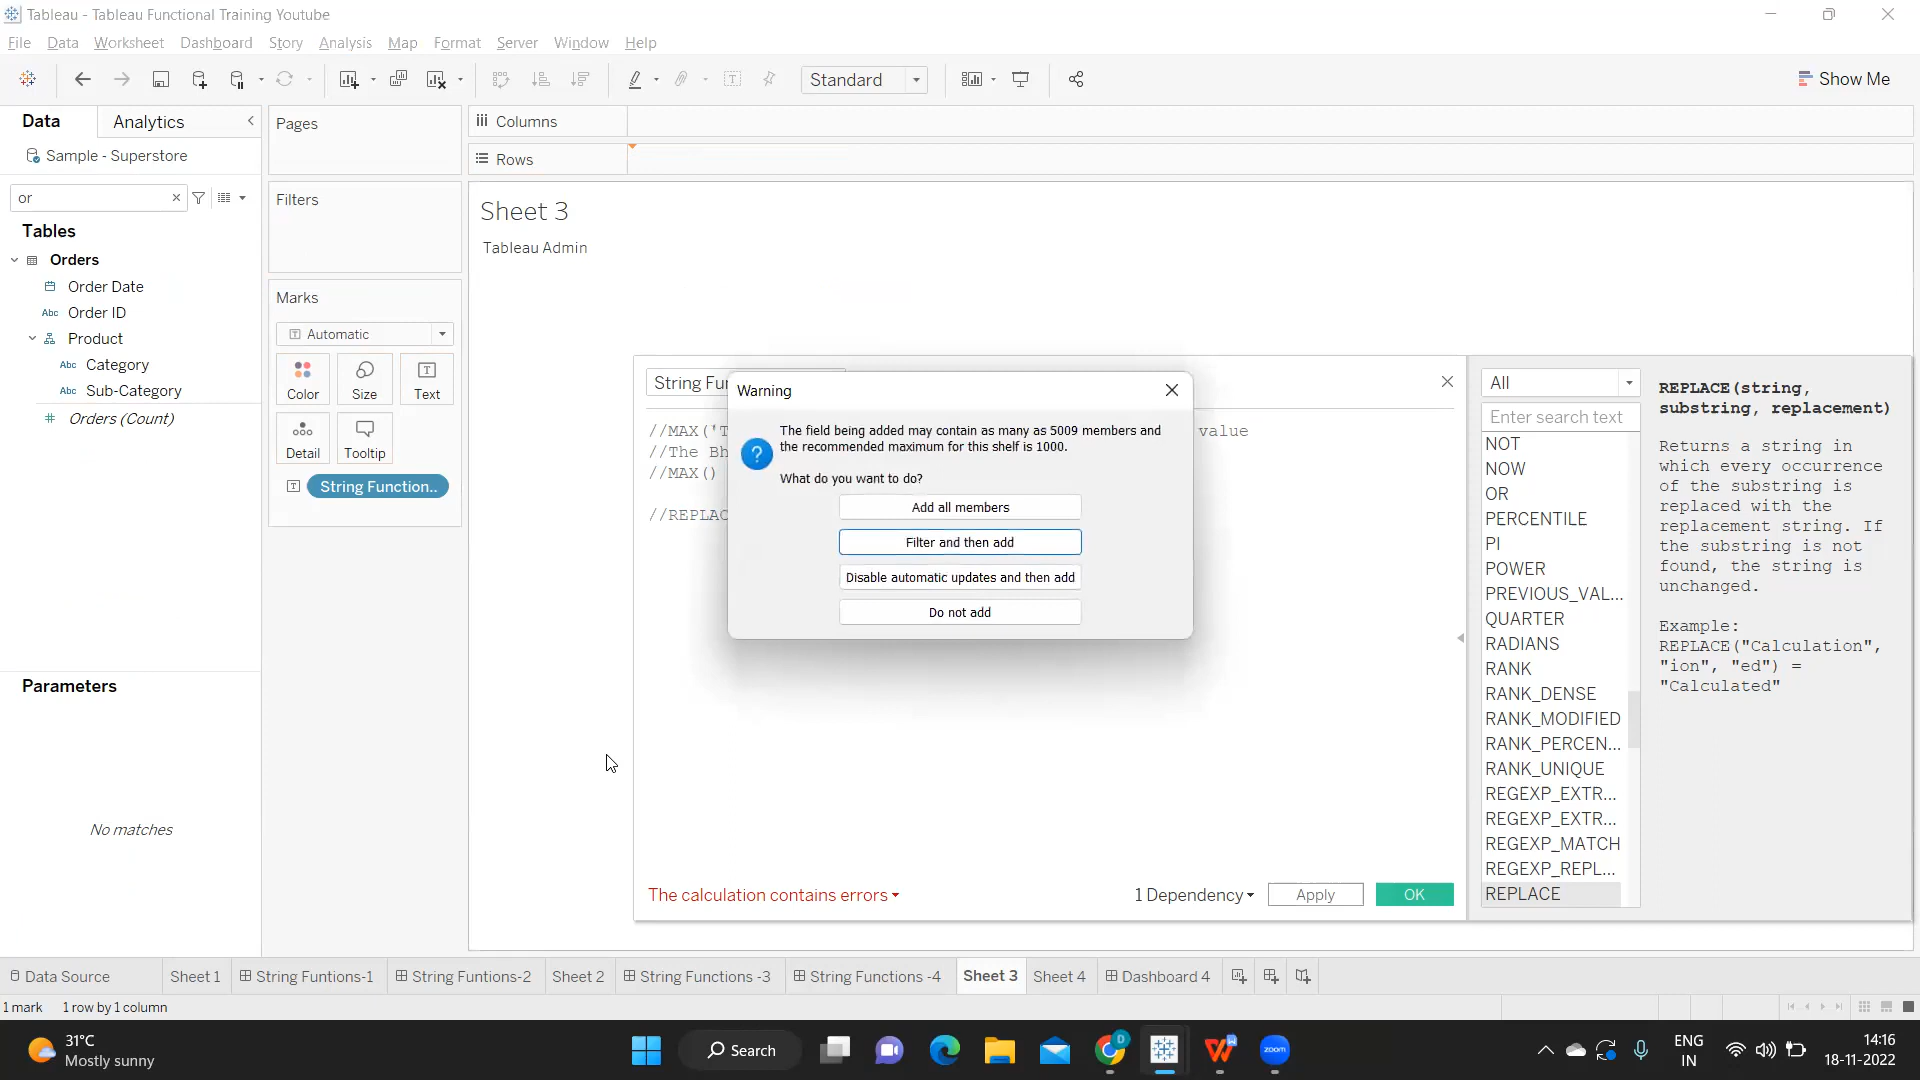 Tableau - Tableau Functional Training Youtube
File Data Worksheet Dashboard Story Analysis Map Format Server Window Help
Standard
Show Me
Data
Analytics
Sample - Superstore
or
Tables
Orders
Order Date
Abc Order ID
Product
Abc Category
Abc Sub-Category
# Orders (Count)
Parameters
No matches
Pages
Filters
Marks
Automatic
Color
Size
Text
Detail
Tooltip
String Function..
Columns
Rows
Sheet 3
Tableau Admin
String Fu
//MAX('T
value
//The Bh
//MAX()
//REPLAC
Warning
The field being added may contain as many as 5009 members and
the recommended maximum for this shelf is 1000.
What do you want to do?
Add all members
Filter and then add
Disable automatic updates and then add
Do not add
The calculation contains errors
1 Dependency
Apply
OK
All
Enter search text
NOT
NOW
OR
PERCENTILE
PI
POWER
PREVIOUS_VAL...
QUARTER
RADIANS
RANK
RANK_DENSE
RANK_MODIFIED
RANK_PERCEN...
RANK_UNIQUE
REGEXP_EXTR...
REGEXP_EXTR...
REGEXP_MATCH
REGEXP_REPL...
REPLACE
REPLACE(string,
substring, replacement)
Returns a string in
which every occurrence
of the substring is
replaced with the
replacement string. If
the substring is not
found, the string is
unchanged.
Example:
REPLACE("Calculation",
"ion", "ed") =
"Calculated"
Data Source
Sheet 1
String Funtions-1
String Funtions-2
Sheet 2
String Functions -3
String Functions -4
Sheet 3
Sheet 4
Dashboard 4
1 mark
1 row by 1 column
31°C
Mostly sunny
Search
zoom
ENG
IN
14:16
18-11-2022